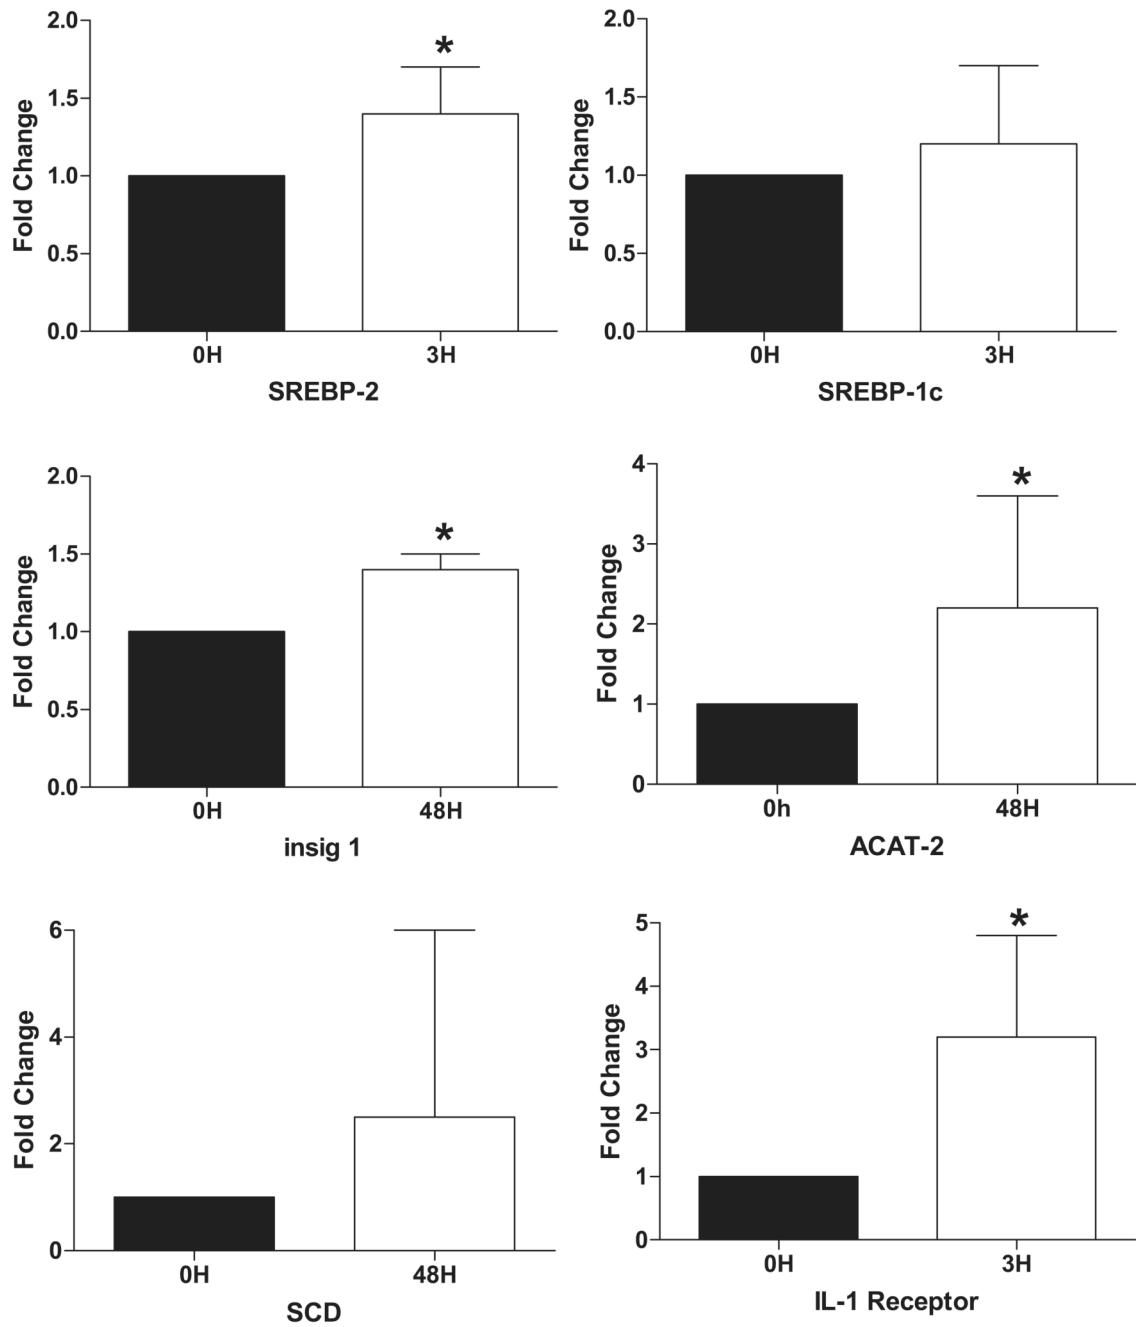 2.0
1.5
1.0
0.5
0.0
Fold Change
*
0H 3H
SREBP-2
2.0
1.5
1.0
0.5
0.0
Fold Change
0H 3H
SREBP-1c
2.0
1.5
1.0
0.5
0.0
Fold Change
*
0H 48H
insig 1
4
3
2
1
0
Fold Change
*
0h 48H
ACAT-2
6
4
2
0
Fold Change
0H 48H
SCD
5
4
3
2
1
0
Fold Change
*
0H 3H
IL-1 Receptor